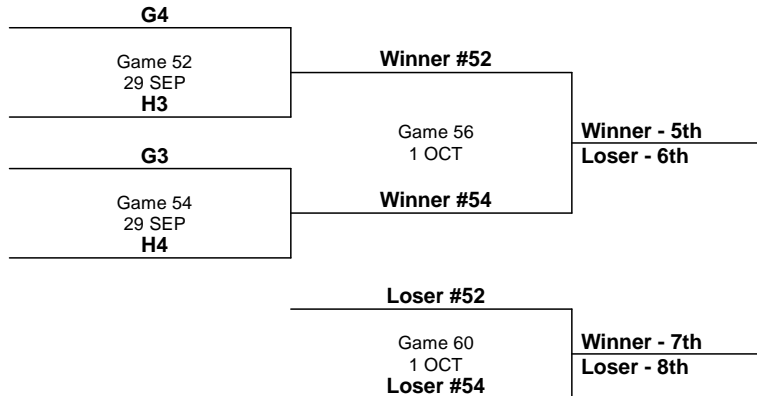 G4
Game 52
29 SEP
H3
Winner #52
Game 56
1 OCT
Winner - 5th
Loser - 6th
G3
Game 54
29 SEP
H4
Winner #54
Loser #52
Game 60
1 OCT
Loser #54
Winner - 7th
Loser - 8th